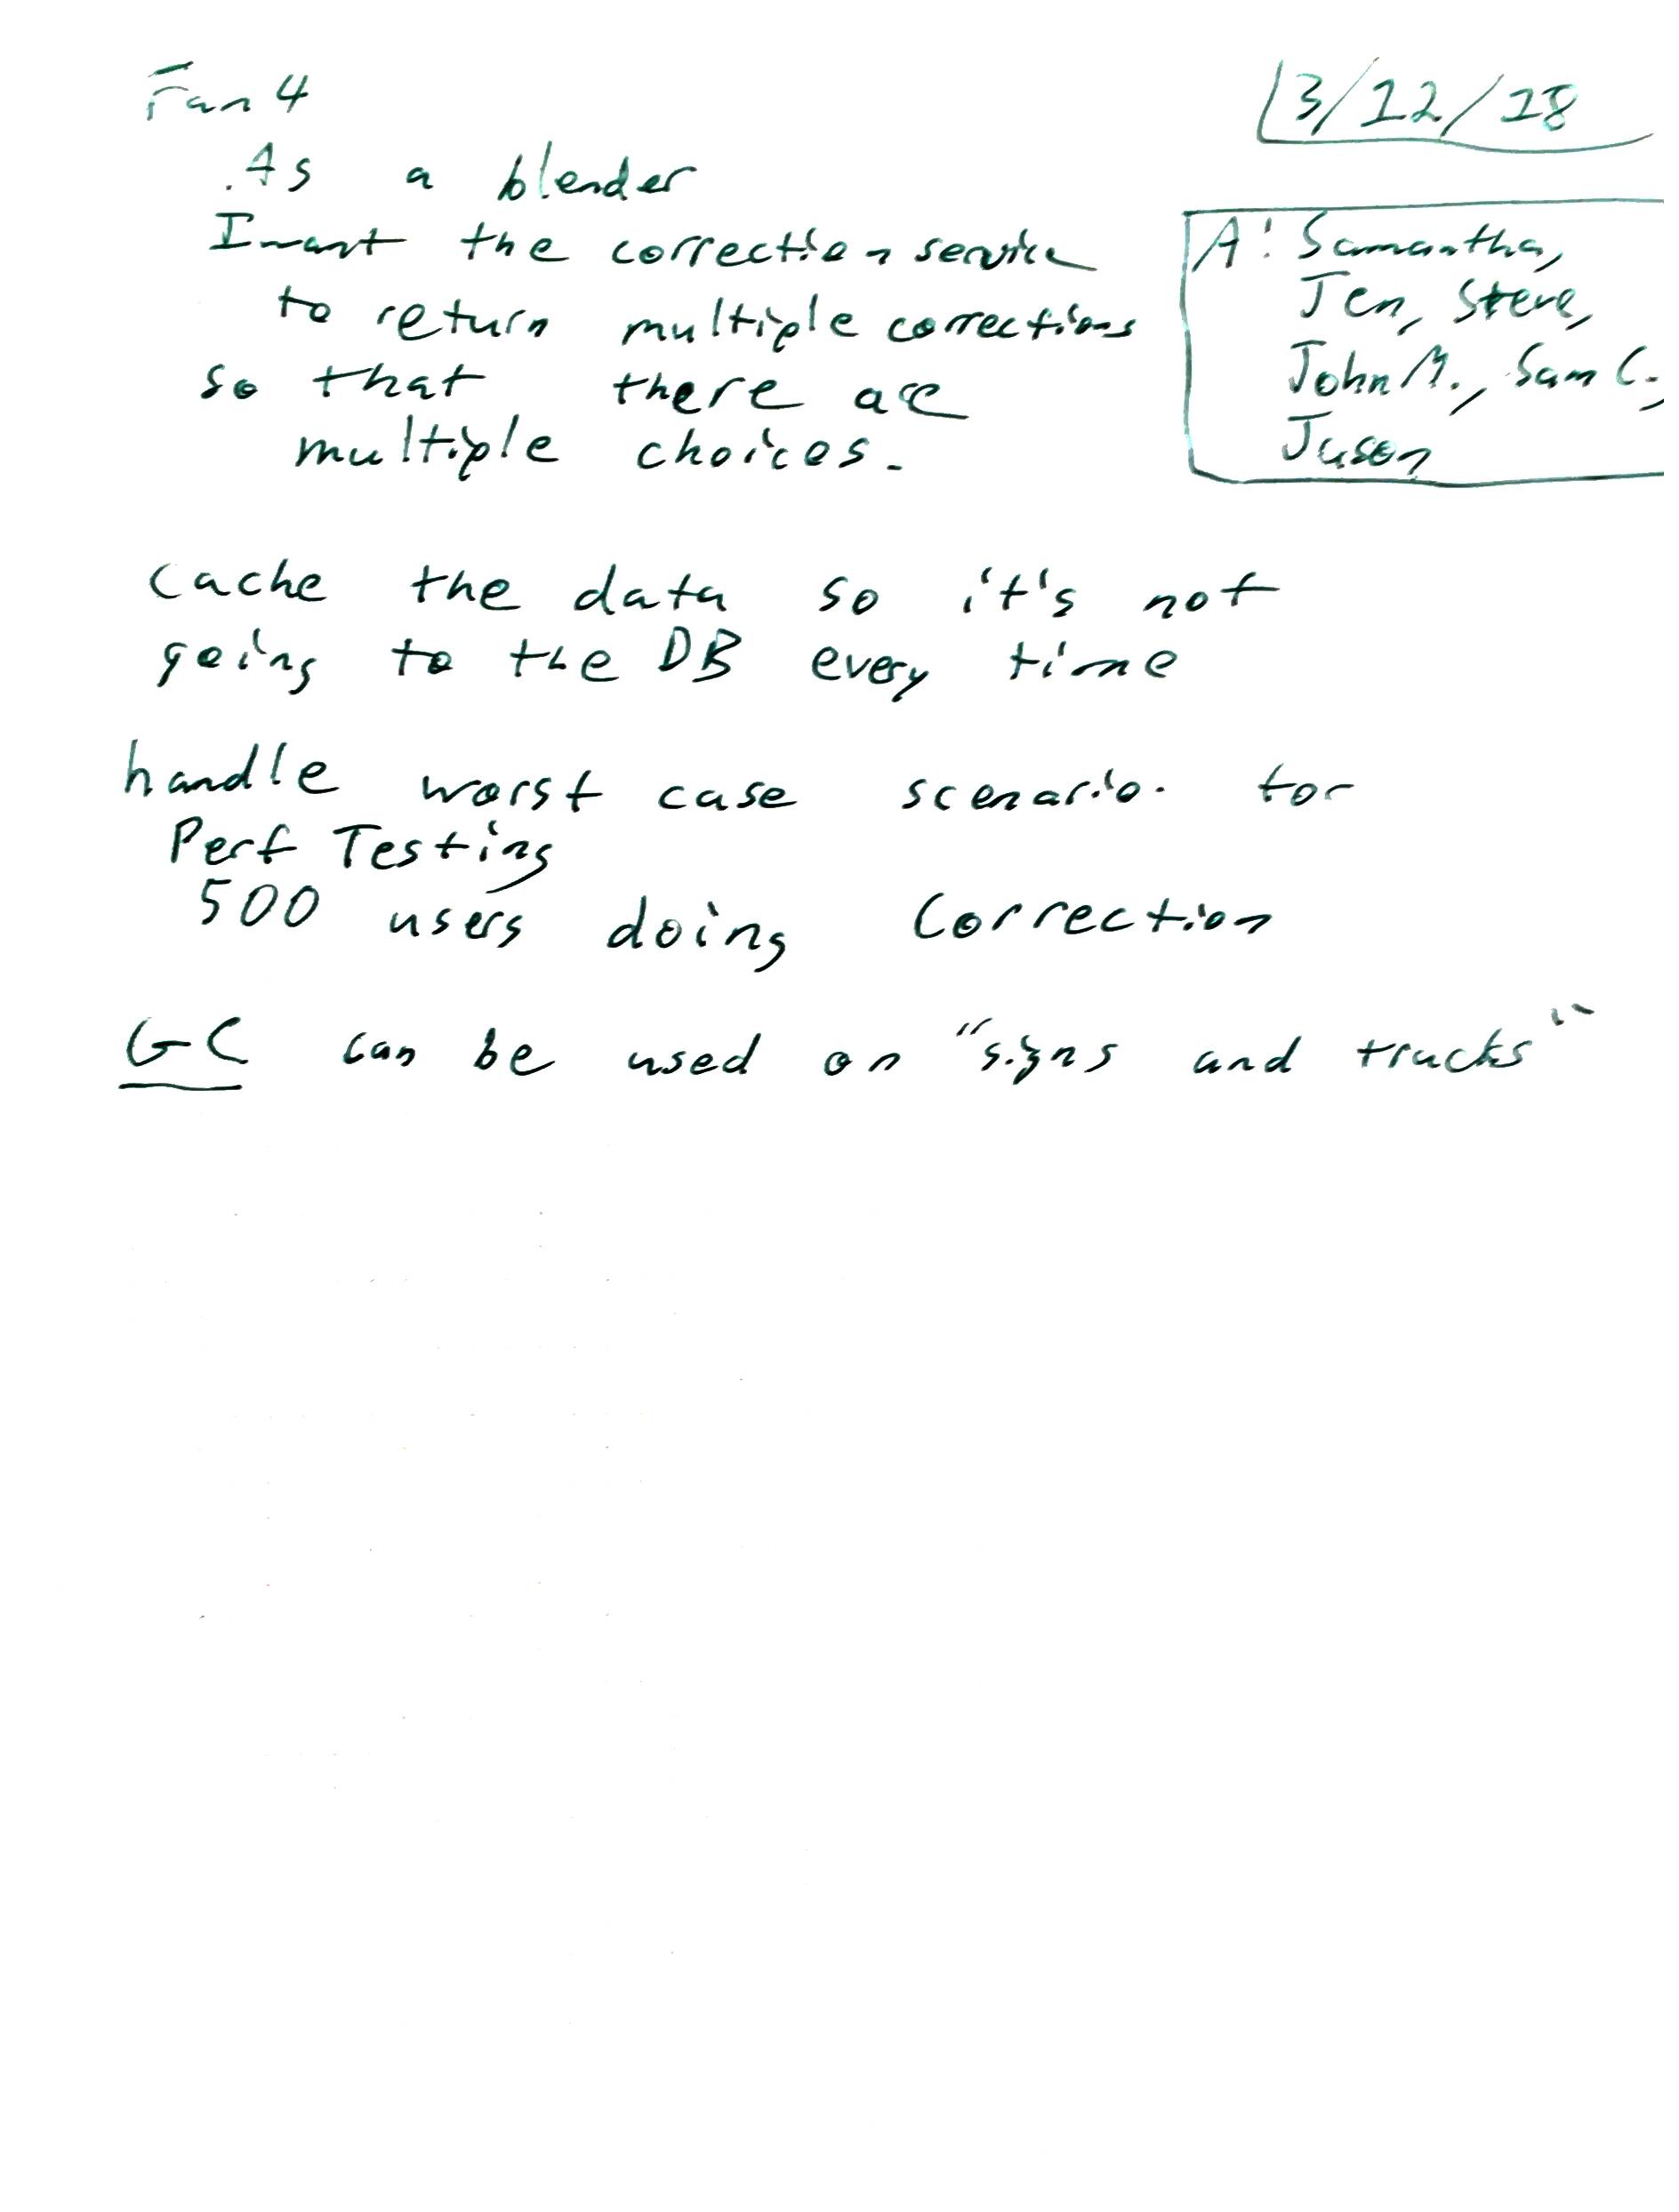 Fan 4
3/12/18
As a blender
I want the correction service
to return multiple corrections
so that there are
multiple choices.
A: Samantha,
Jen, Steve,
John M., Sam C.,
Jason
cache the data so it's not
going to the DB every time
handle worst case scenario for
Perf Testing
500 users doing Correction
GC can be used on "signs and trucks"